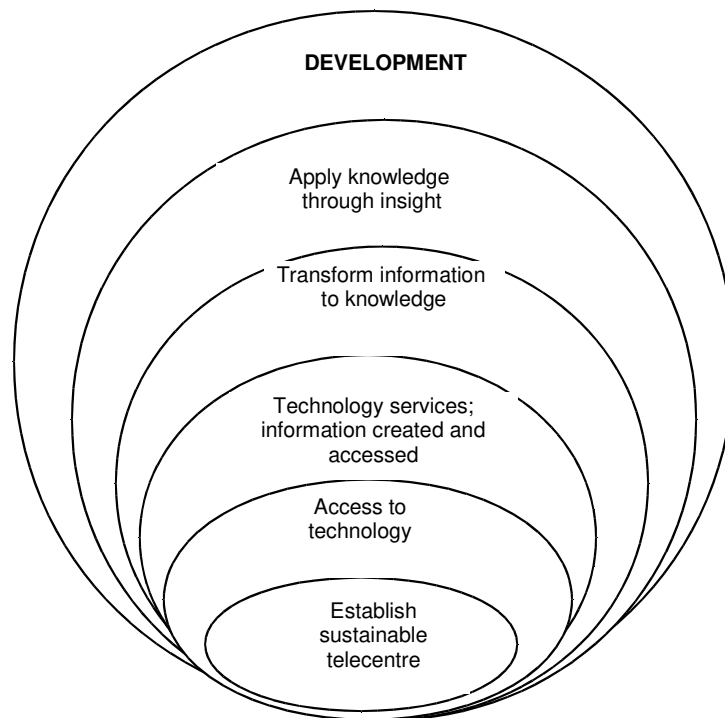 DEVELOPMENT
Apply knowledge
through insight
Transform information
to knowledge
Technology services;
information created and
accessed
Access to
technology
Establish
sustainable
telecentre